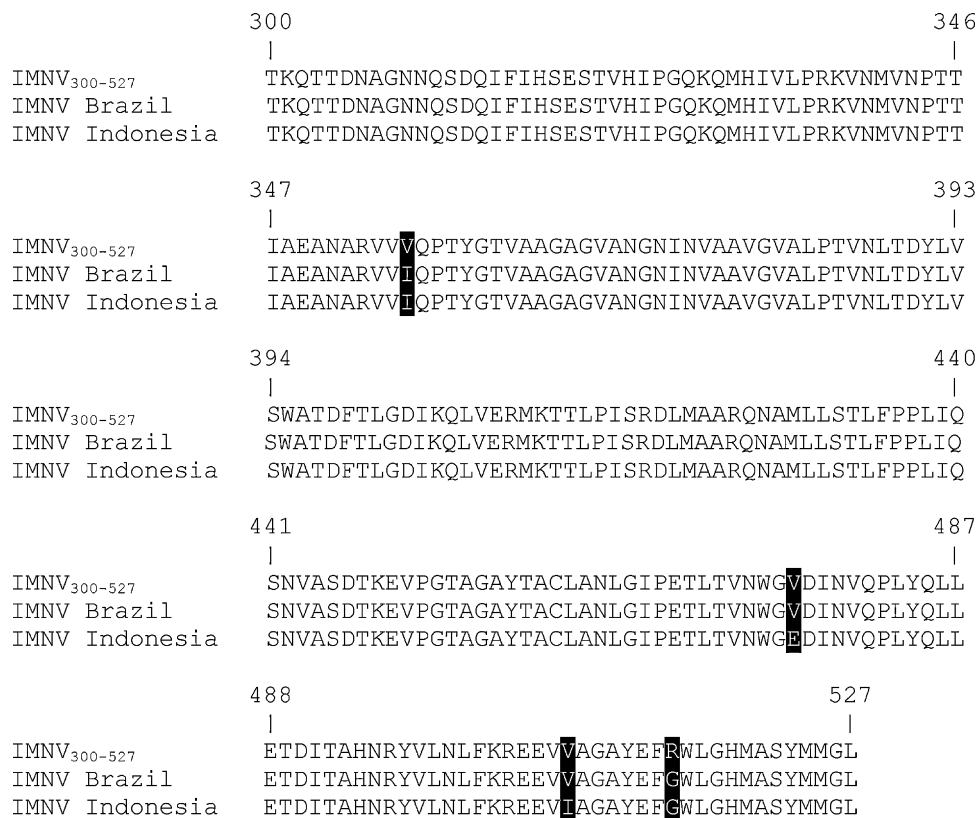 300 346
| |
IMNV300-527 TKQTTDNAGNNQSDQIFIHSESTVHIPGQKQMHIVLPRKVNMVNPTT
IMNV Brazil TKQTTDNAGNNQSDQIFIHSESTVHIPGQKQMHIVLPRKVNMVNPTT
IMNV Indonesia TKQTTDNAGNNQSDQIFIHSESTVHIPGQKQMHIVLPRKVNMVNPTT
347 393
| |
IMNV300-527 IAEANARVVVQPTYGTVAAGAGVANGNINVAAVGVALPTVNLTDYLV
IMNV Brazil IAEANARVVIQPTYGTVAAGAGVANGNINVAAVGVALPTVNLTDYLV
IMNV Indonesia IAEANARVVIQPTYGTVAAGAGVANGNINVAAVGVALPTVNLTDYLV
394 440
| |
IMNV300-527 SWATDFTLGDIKQLVERMKTTLPISRDLMAARQNAMLLSTLFPPLIQ
IMNV Brazil SWATDFTLGDIKQLVERMKTTLPISRDLMAARQNAMLLSTLFPPLIQ
IMNV Indonesia SWATDFTLGDIKQLVERMKTTLPISRDLMAARQNAMLLSTLFPPLIQ
441 487
| |
IMNV300-527 SNVASDTKEVPGTAGAYTACLANLGIPETLTVNWGVDINVQPLYQLL
IMNV Brazil SNVASDTKEVPGTAGAYTACLANLGIPETLTVNWGVDINVQPLYQLL
IMNV Indonesia SNVASDTKEVPGTAGAYTACLANLGIPETLTVNWGEDINVQPLYQLL
488 527
| |
IMNV300-527 ETDITAHNRYVLNLFKREEVVAGAYEFRWLGHMASYMMGL
IMNV Brazil ETDITAHNRYVLNLFKREEVVAGAYEFGWLGHMASYMMGL
IMNV Indonesia ETDITAHNRYVLNLFKREEVIAGAYEFGWLGHMASYMMGL